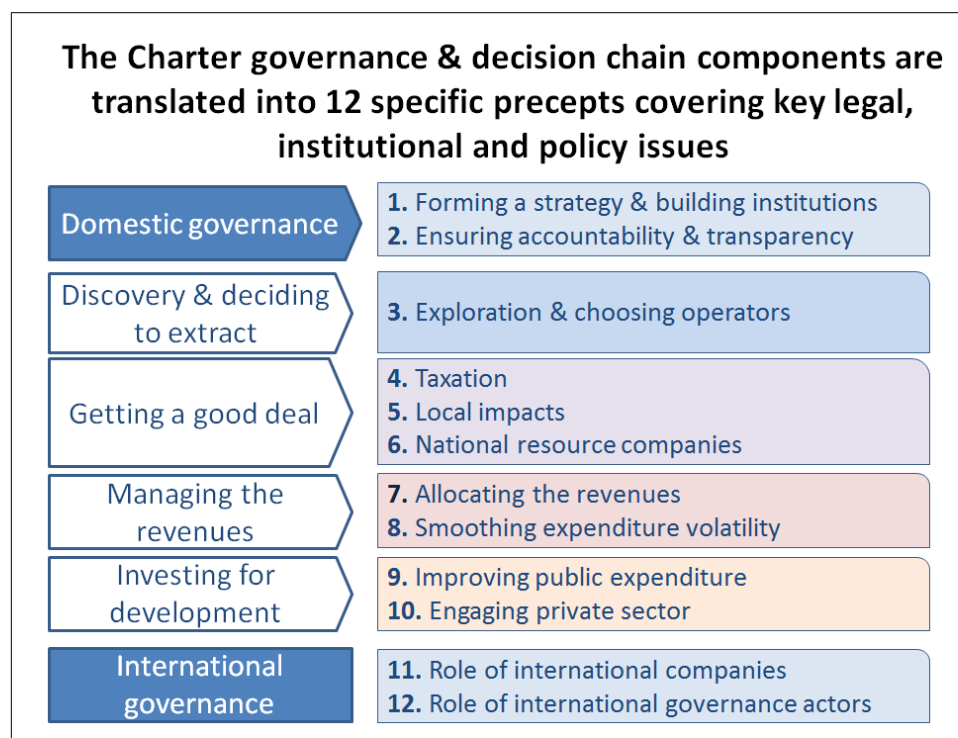 The Charter governance & decision chain components are
translated into 12 specific precepts covering key legal,
institutional and policy issues
Domestic governance
1. Forming a strategy & building institutions
2. Ensuring accountability & transparency
Discovery & deciding
to extract
3. Exploration & choosing operators
Getting a good deal
4. Taxation
5. Local impacts
6. National resource companies
Managing the
revenues
7. Allocating the revenues
8. Smoothing expenditure volatility
Investing for
development
9. Improving public expenditure
10. Engaging private sector
International
governance
11. Role of international companies
12. Role of international governance actors